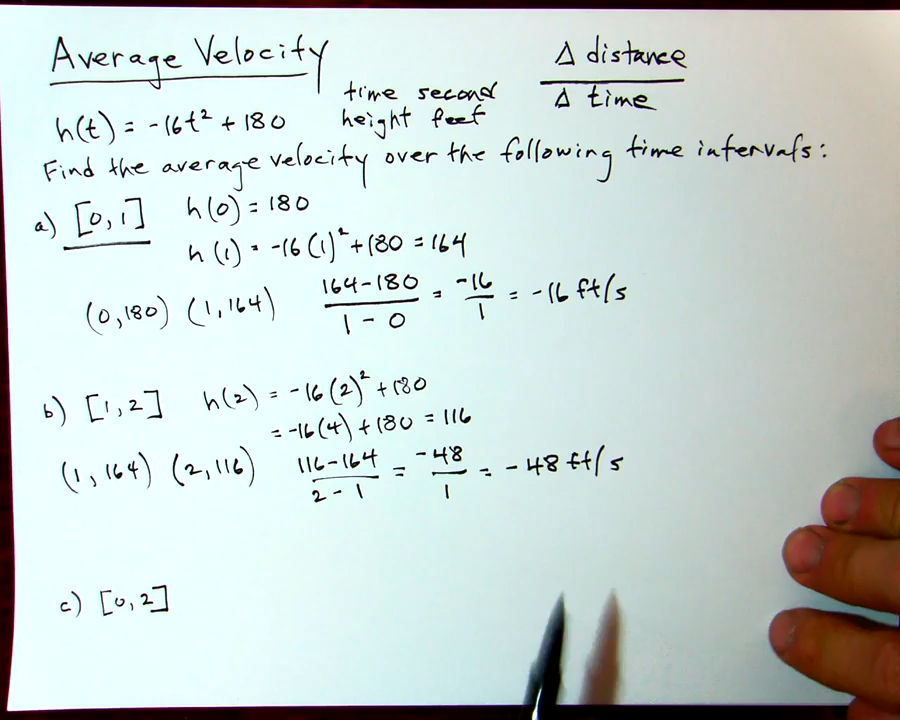 Average Velocity
Δ distance
Δ time
time second
height feet
h(t) = -16t² + 180
Find the average velocity over the following time intervals:
a) [0,1] h(0) = 180
h(1) = -16(1)² + 180 = 164
(0,180) (1,164) 164-180 / 1 - 0 = -16 / 1 = -16 ft/s
b) [1,2] h(2) = -16(2)² + 180
= -16(4) + 180 = 116
(1,164) (2,116) 116-164 / 2 - 1 = -48 / 1 = -48 ft/s
c) [0,2]